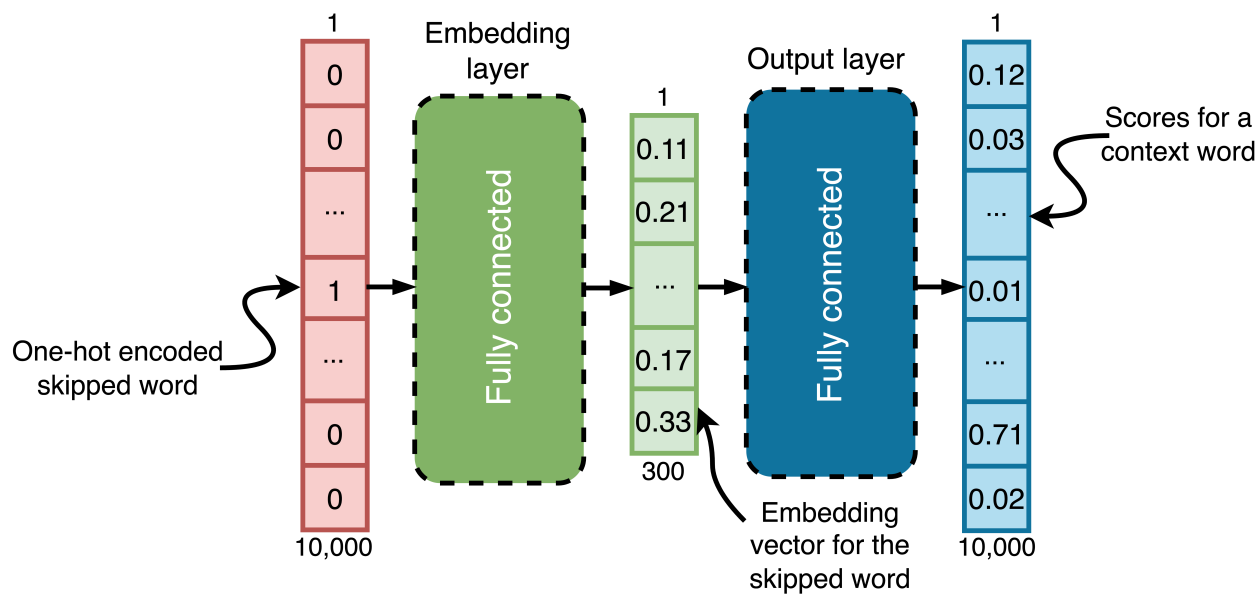 1
0
0
...
1
...
0
0
10,000
One-hot encoded
skipped word
Embedding
layer
Fully connected
1
0.11
0.21
...
0.17
0.33
300
Embedding
vector for the
skipped word
Output layer
Fully connected
1
0.12
0.03
...
0.01
...
0.71
0.02
10,000
Scores for a
context word